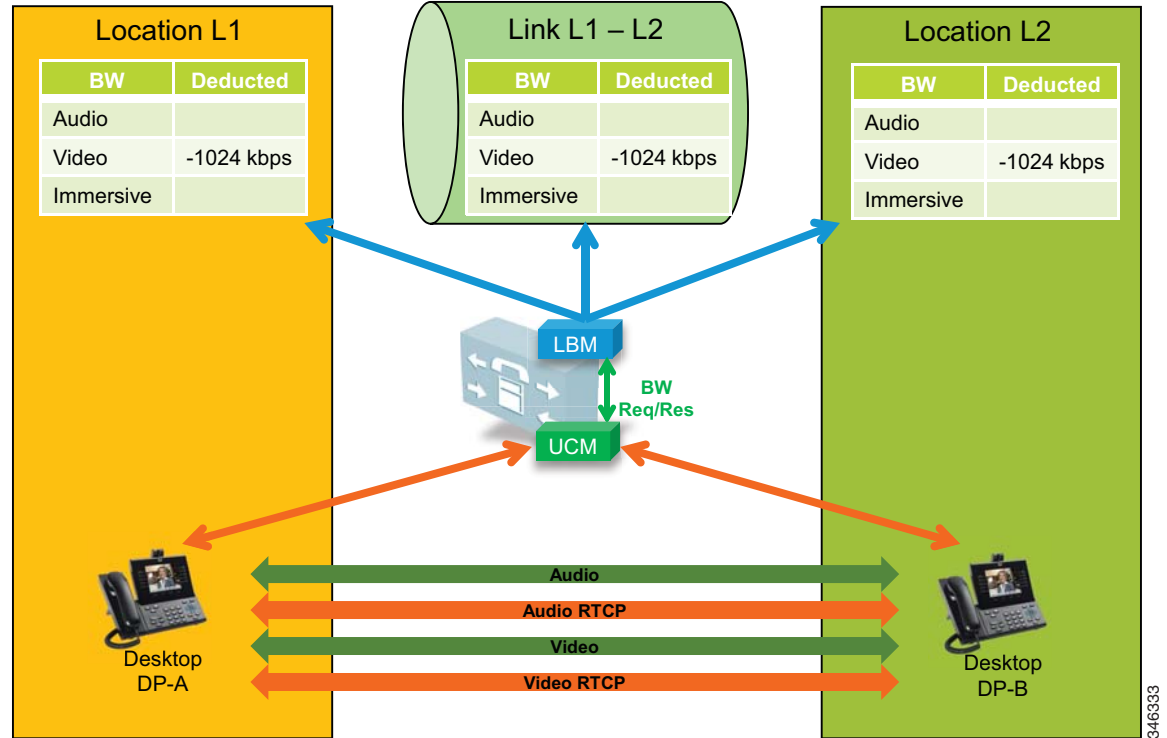 Location L1
BW Deducted
Audio
Video -1024 kbps
Immersive
Link L1 – L2
BW Deducted
Audio
Video -1024 kbps
Immersive
Location L2
BW Deducted
Audio
Video -1024 kbps
Immersive
LBM
BW
Req/Res
UCM
Audio
Audio RTCP
Video
Video RTCP
Desktop
DP-A
Desktop
DP-B
346333